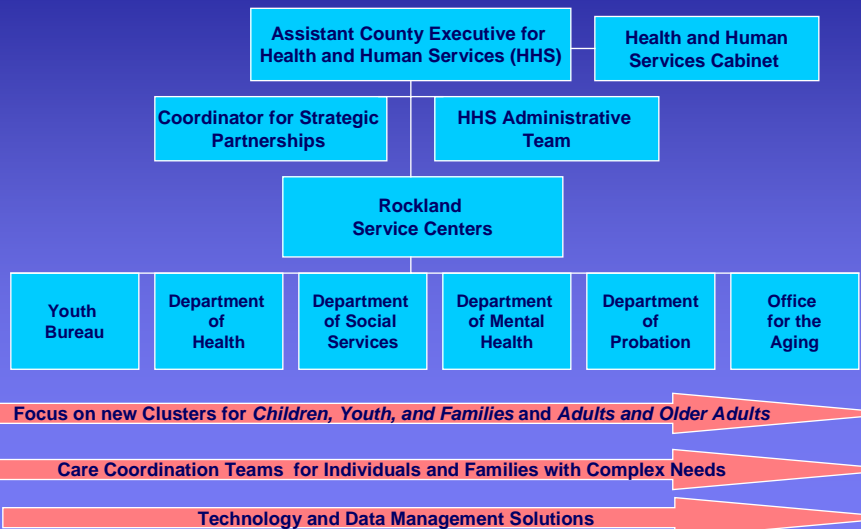 Assistant County Executive for
Health and Human Services (HHS)
Health and Human
Services Cabinet
Coordinator for Strategic
Partnerships
HHS Administrative
Team
Rockland
Service Centers
Youth
Bureau
Department
of
Health
Department
of Social
Services
Department
of Mental
Health
Department
of
Probation
Office
for the
Aging
Focus on new Clusters for Children, Youth, and Families and Adults and Older Adults
Care Coordination Teams for Individuals and Families with Complex Needs
Technology and Data Management Solutions